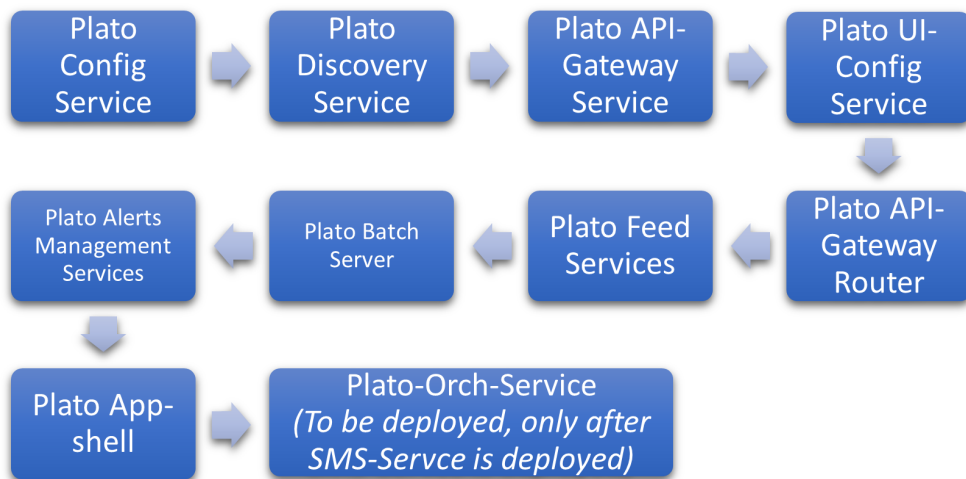 Plato
Config
Service
Plato
Discovery
Service
Plato API-
Gateway
Service
Plato UI-
Config
Service
Plato API-
Gateway
Router
Plato Feed
Services
Plato Batch
Server
Plato Alerts
Management
Services
Plato App-
shell
Plato-Orch-Service
(To be deployed, only after
SMS-Servce is deployed)